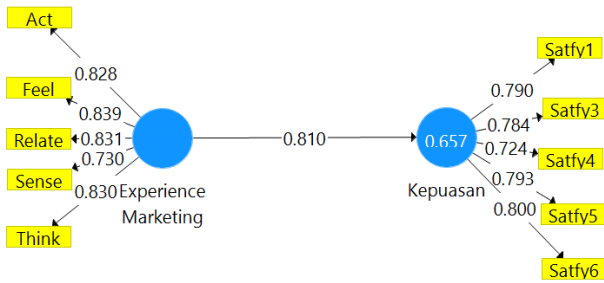 Act
Feel
Relate
Sense
Think
0.828
0.839
0.831
0.730
0.830
Experience
Marketing
0.810
0.657
Kepuasan
0.790
0.784
0.724
0.793
0.800
Satfy1
Satfy3
Satfy4
Satfy5
Satfy6